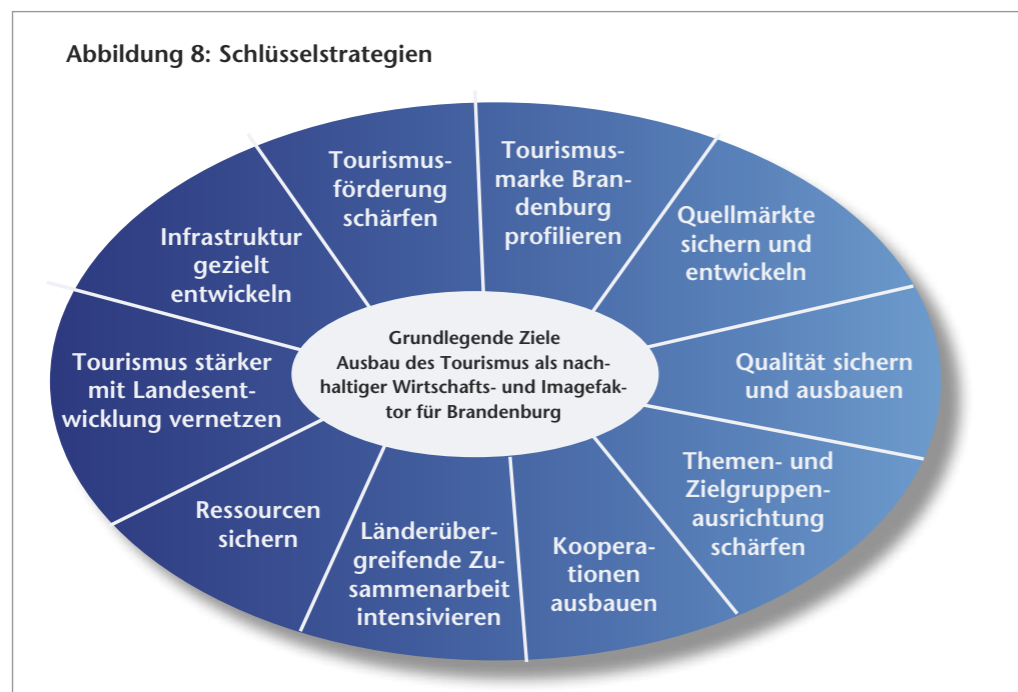 Abbildung 8: Schlüsselstrategien
Tourismus-
förderung
schärfen
Tourismus-
marke Bran-
denburg
profilieren
Quellmärkte
sichern und
entwickeln
Qualität sichern
und ausbauen
Themen- und
Zielgruppen-
ausrichtung
schärfen
Koopera-
tionen
ausbauen
Länderüber-
greifende Zu-
sammenarbeit
intensivieren
Ressourcen
sichern
Tourismus stärker
mit Landesent-
wicklung vernetzen
Infrastruktur
gezielt
entwickeln
Grundlegende Ziele
Ausbau des Tourismus als nach-
haltiger Wirtschafts- und Imagefak-
tor für Brandenburg